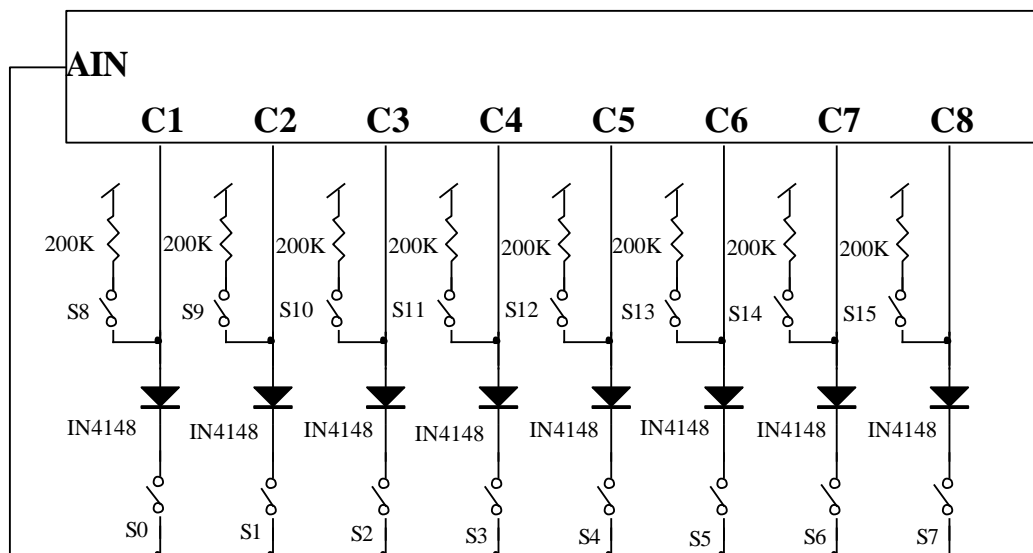 AIN
C1 C2 C3 C4 C5 C6 C7 C8
200K 200K 200K 200K 200K 200K 200K 200K
S8 S9 S10 S11 S12 S13 S14 S15
IN4148 IN4148 IN4148 IN4148 IN4148 IN4148 IN4148 IN4148
S0 S1 S2 S3 S4 S5 S6 S7